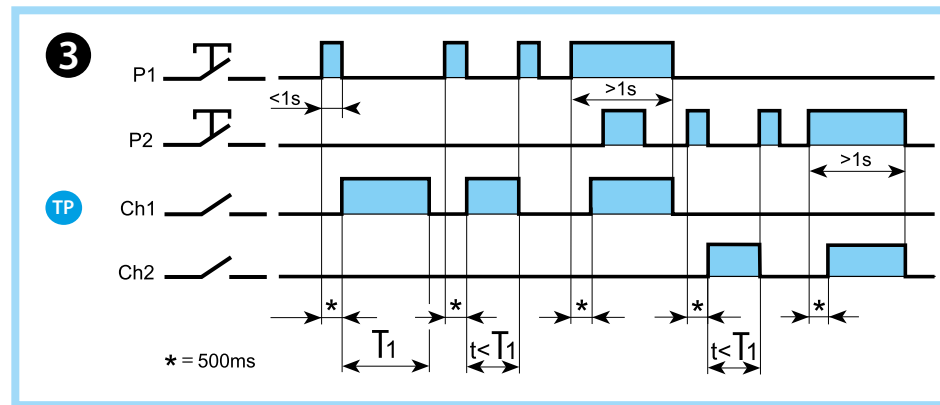 3
P1
<1s
>1s
P2
>1s
TP
Ch1
Ch2
* * * * *
T1 t<T1 t<T1
* = 500ms